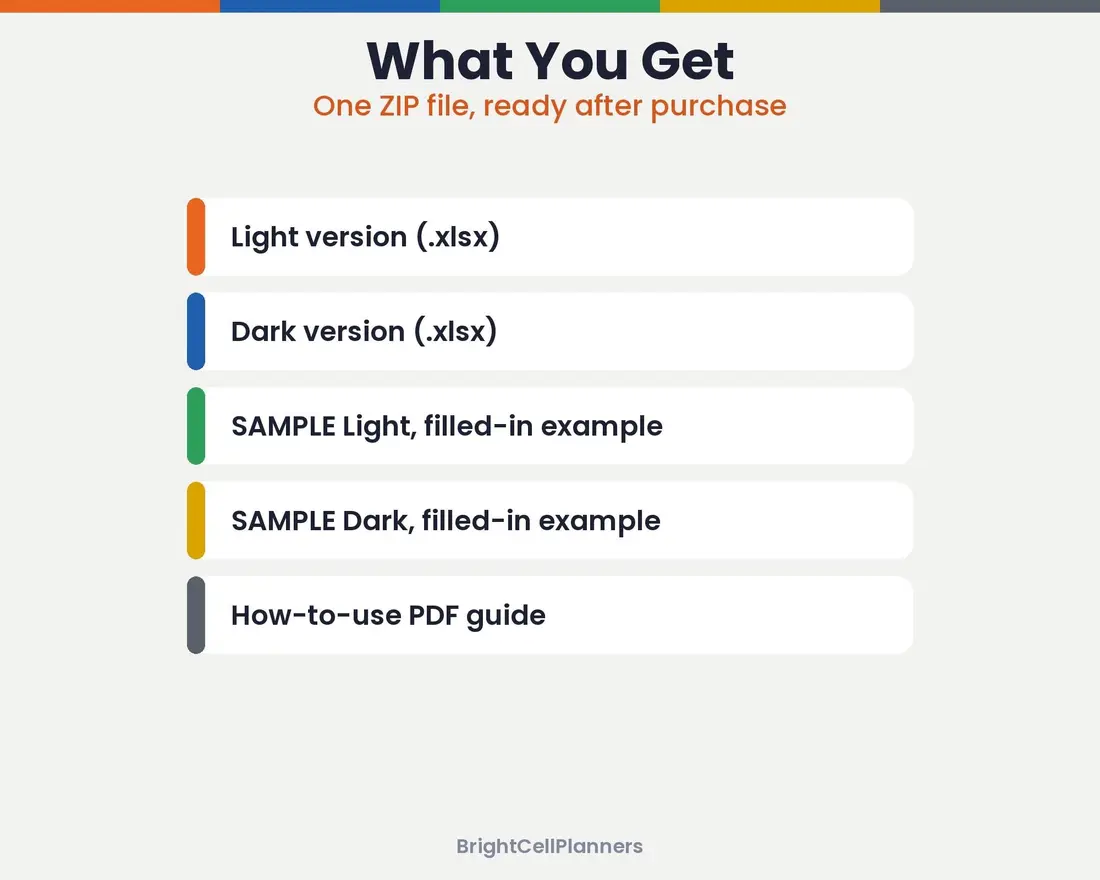 What You Get
One ZIP file, ready after purchase
Light version (.xlsx)
Dark version (.xlsx)
SAMPLE Light, filled-in example
SAMPLE Dark, filled-in example
How-to-use PDF guide
BrightCellPlanners